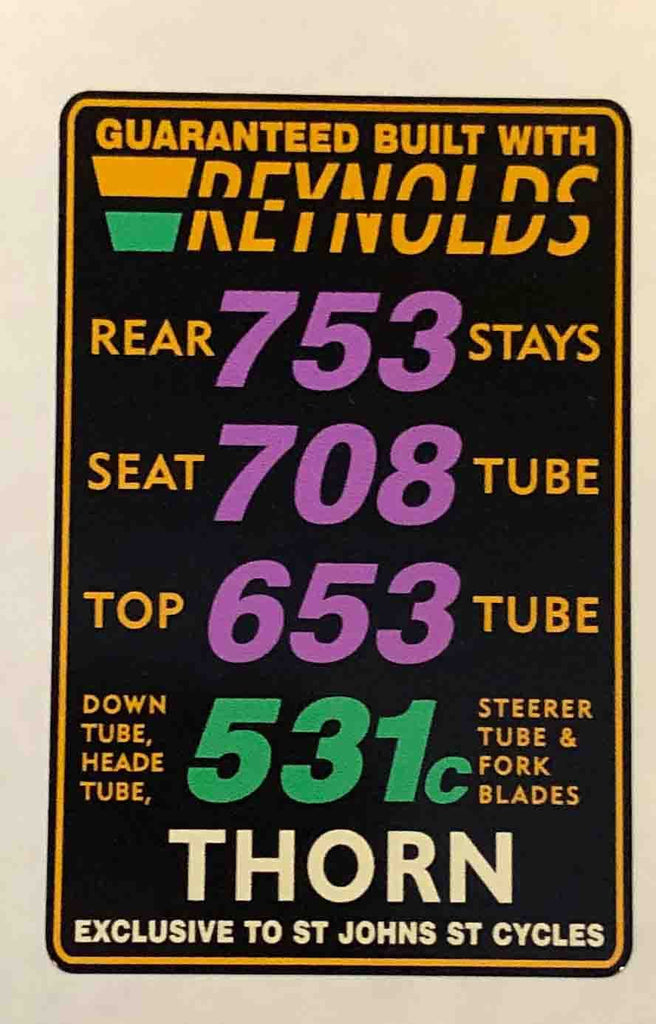 GUARANTEED BUILT WITH
REYNOLDS
REAR 753 STAYS
SEAT 708 TUBE
TOP 653 TUBE
DOWN
TUBE,
HEADE
TUBE,
531c
STEERER
TUBE &
FORK
BLADES
THORN
EXCLUSIVE TO ST JOHNS ST CYCLES